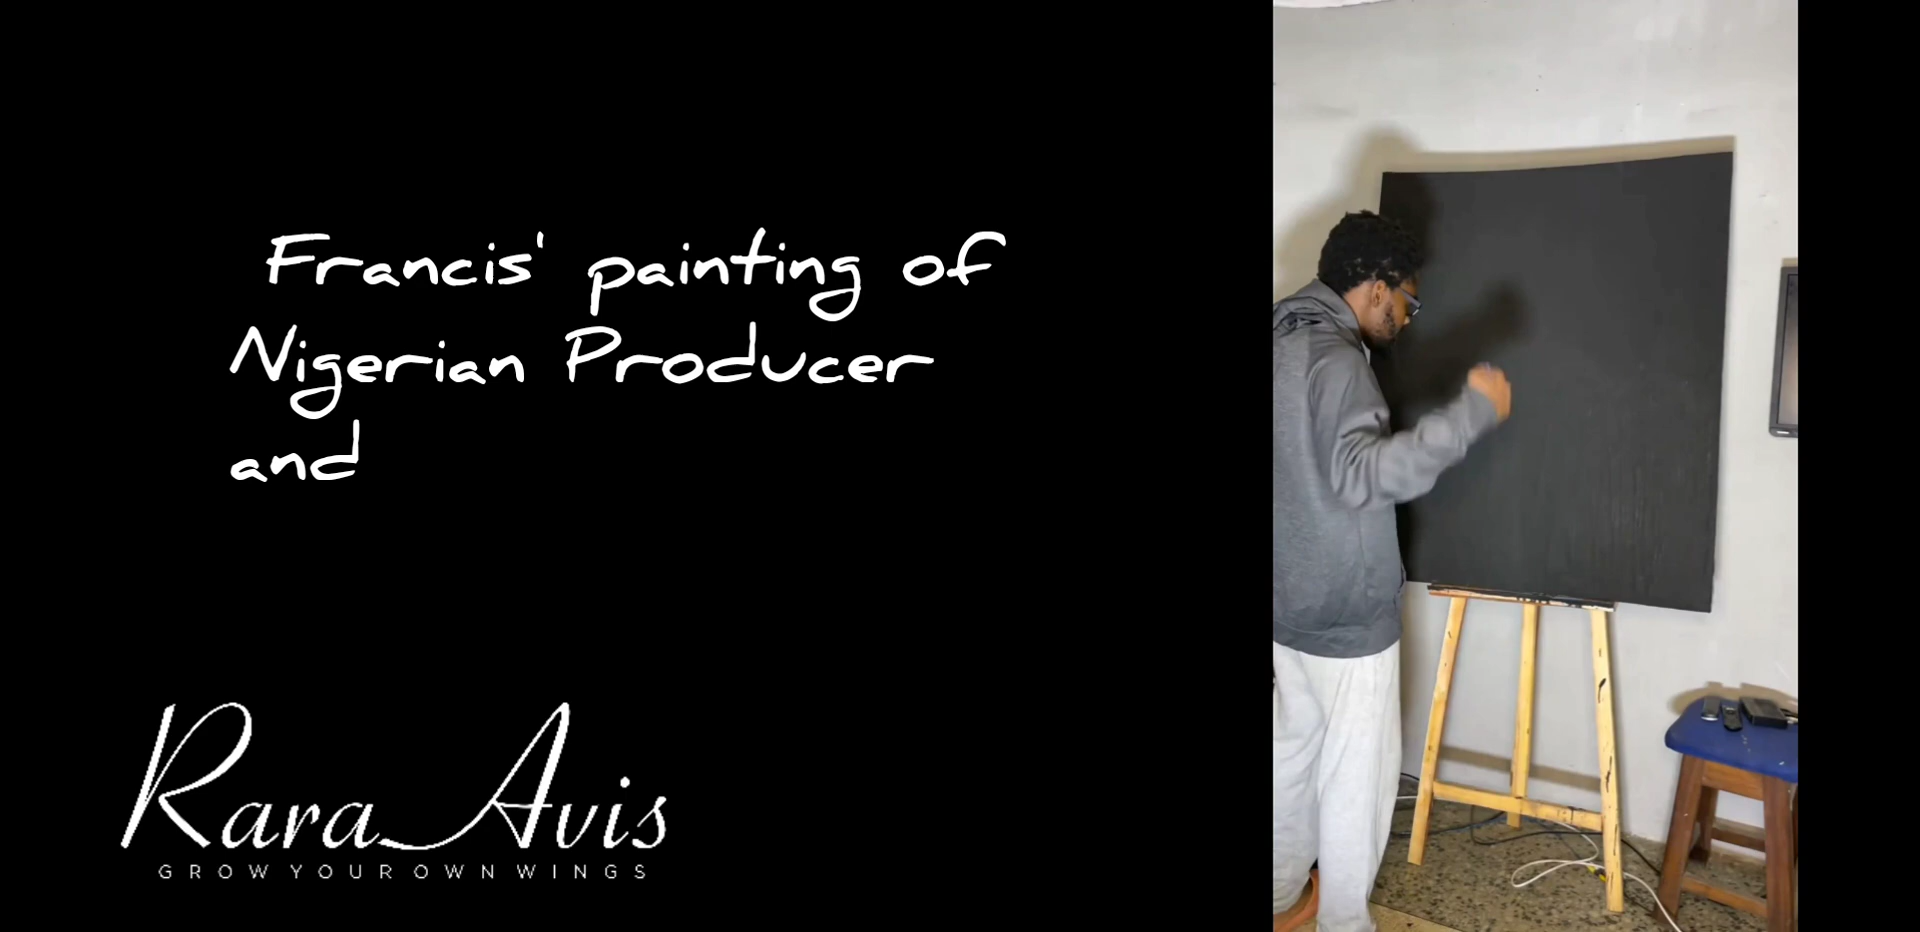 Francis' painting of
Nigerian Producer
and
Rara Avis
GROW YOUR OWN WINGS